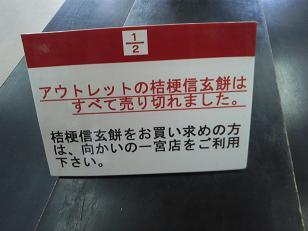 1/2
アウトレットの桔梗信玄餅は
すべて売り切れました。
桔梗信玄餅をお買い求めの方
は、向かいの一宮店をご利用
下さい。